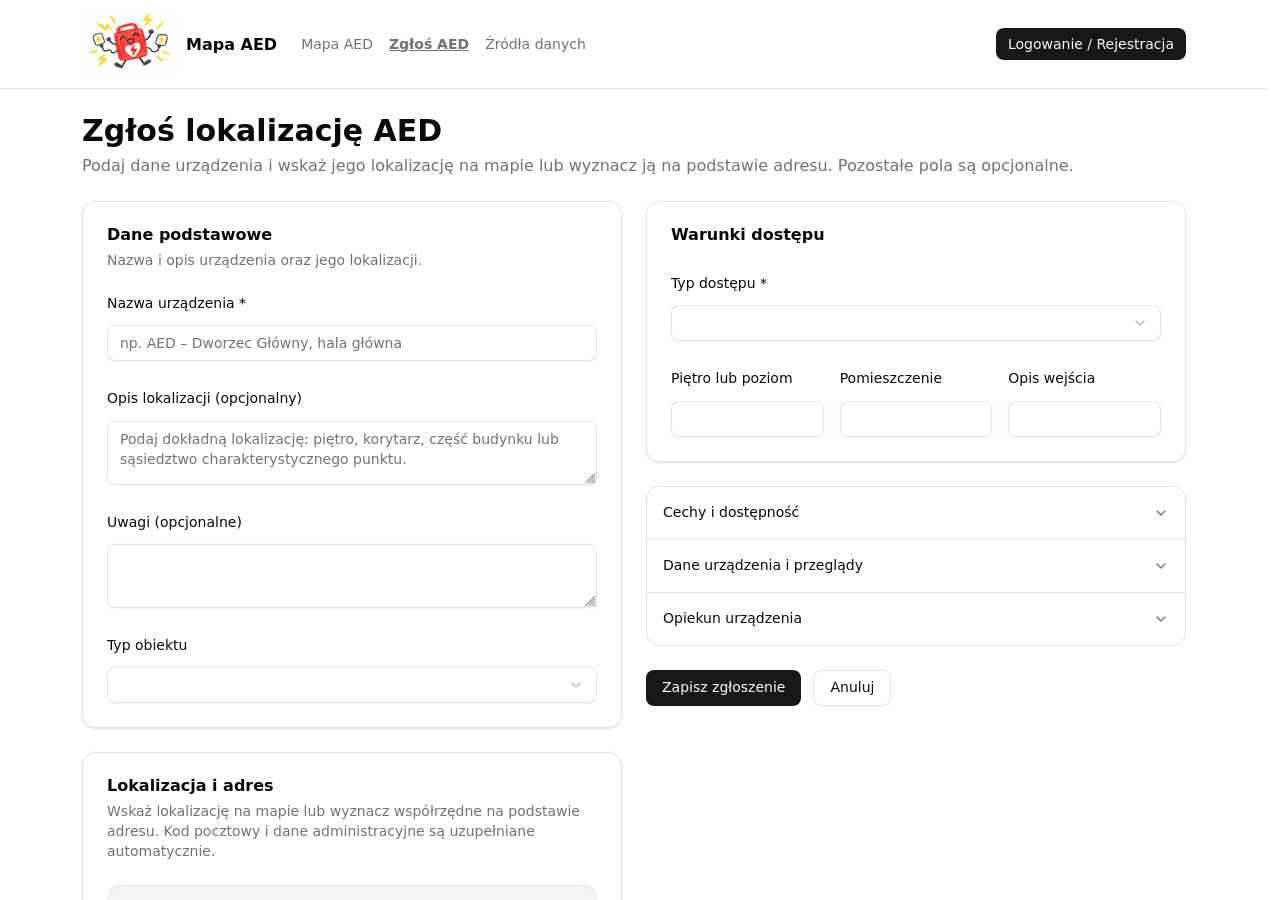 Mapa AED
Mapa AED
Zgłoś AED
Źródła danych
Logowanie / Rejestracja
Zgłoś lokalizację AED
Podaj dane urządzenia i wskaż jego lokalizację na mapie lub wyznacz ją na podstawie adresu. Pozostałe pola są opcjonalne.
Dane podstawowe
Nazwa i opis urządzenia oraz jego lokalizacji.
Nazwa urządzenia *
np. AED – Dworzec Główny, hala główna
Opis lokalizacji (opcjonalny)
Podaj dokładną lokalizację: piętro, korytarz, część budynku lub
sąsiedztwo charakterystycznego punktu.
Uwagi (opcjonalne)
Typ obiektu
Lokalizacja i adres
Wskaż lokalizację na mapie lub wyznacz współrzędne na podstawie
adresu. Kod pocztowy i dane administracyjne są uzupełniane
automatycznie.
Warunki dostępu
Typ dostępu *
Piętro lub poziom
Pomieszczenie
Opis wejścia
Cechy i dostępność
Dane urządzenia i przeglądy
Opiekun urządzenia
Zapisz zgłoszenie
Anuluj